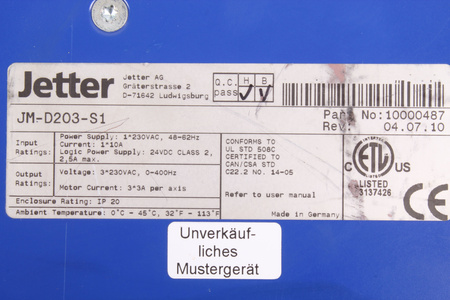 Jetter
Jetter AG
Gräterstrasse 2
D-71642 Ludwigsburg
Q.C. H B
pass
JM-D203-S1
Part No:10000487
Rev: 04.07.10
Input Ratings:
Power Supply: 1*230VAC, 48-62Hz
Current: 1*10A
Logic Power Supply: 24VDC CLASS 2,
2,5A max.
Output Ratings:
Voltage: 3*230VAC, 0-400Hz
Motor Current: 3*3A per axis
Enclosure Rating: IP 20
Ambient Temperature: 0°C - 45°C, 32°F - 113°F
CONFORMS TO
UL STD 508C
CERTIFIED TO
CAN/CSA STD
C22.2 NO. 14-05
Refer to user manual
Made in Germany
ETL
LISTED
3137426
CE
Unverkäuf-
liches
Mustergerät